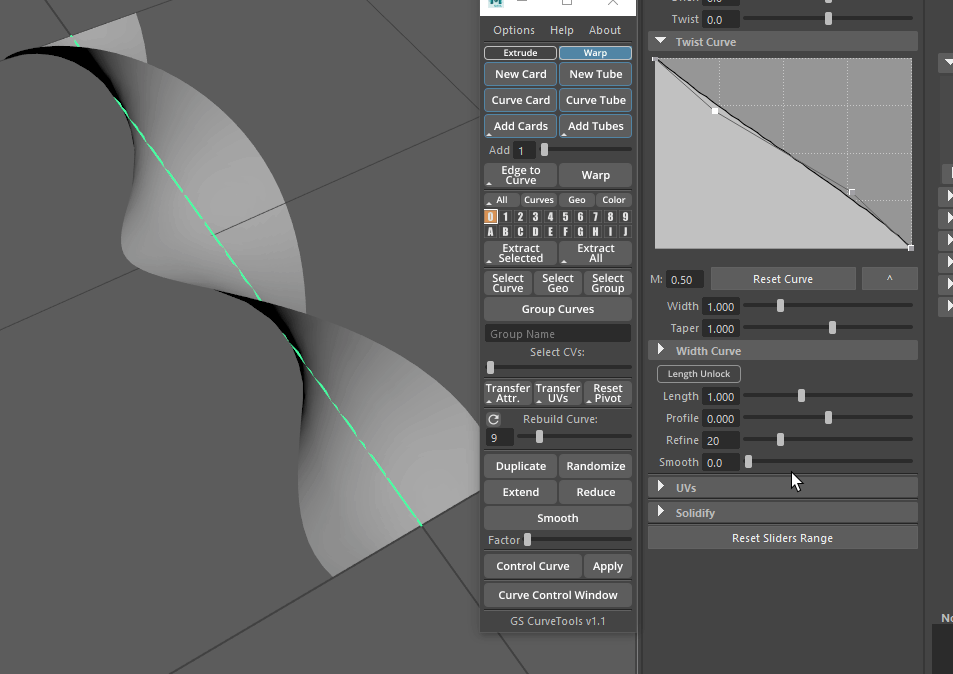 Options Help About
Extrude Warp
New Card New Tube
Curve Card Curve Tube
Add Cards Add Tubes
Add 1
Edge to Curve Warp
All Curves Geo Color
0 1 2 3 4 5 6 7 8 9
A B C D E F G H I J
Extract Selected Extract All
Select Curve Select Geo Select Group
Group Curves
Group Name
Select CVs:
Transfer Attr. Transfer UVs Reset Pivot
Rebuild Curve:
9
Duplicate Randomize
Extend Reduce
Smooth
Factor
Control Curve Apply
Curve Control Window
GS CurveTools v1.1
Twist 0.0
Twist Curve
M: 0.50 Reset Curve ^
Width 1.000
Taper 1.000
Width Curve
Length Unlock
Length 1.000
Profile 0.000
Refine 20
Smooth 0.0
UVs
Solidify
Reset Sliders Range